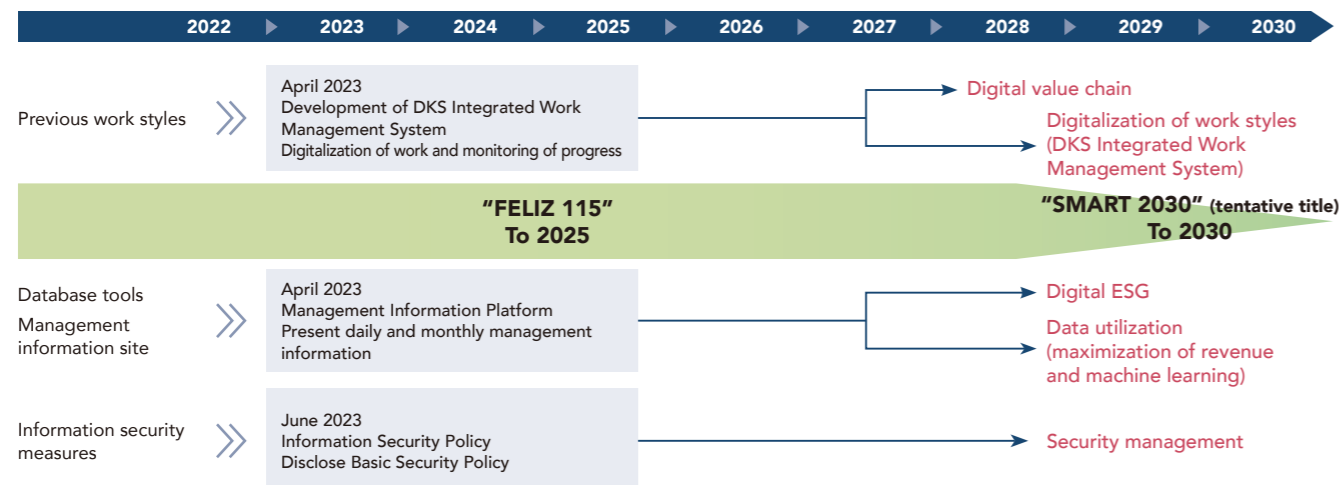 2022 2023 2024 2025 2026 2027 2028 2029 2030
Previous work styles
April 2023
Development of DKS Integrated Work
Management System
Digitalization of work and monitoring of progress
Digital value chain
Digitalization of work styles
(DKS Integrated Work
Management System)
“FELIZ 115”
To 2025
“SMART 2030” (tentative title)
To 2030
Database tools
Management
information site
April 2023
Management Information Platform
Present daily and monthly management
information
Digital ESG
Data utilization
(maximization of revenue
and machine learning)
Information security
measures
June 2023
Information Security Policy
Disclose Basic Security Policy
Security management